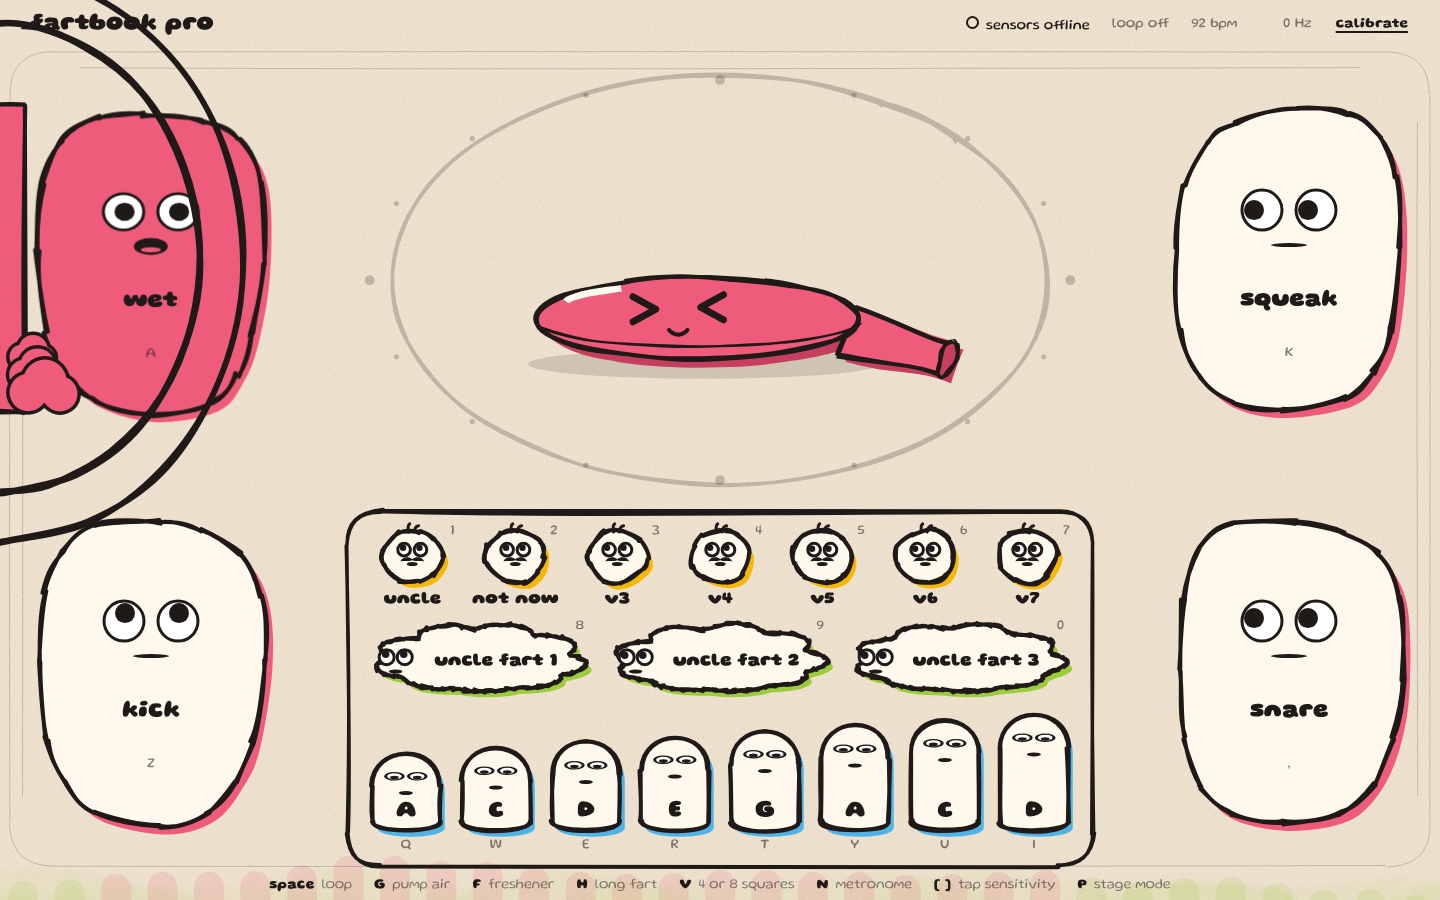 fartbook pro
sensors offline loop off 92 bpm 0 Hz calibrate
wet
A
squeak
K
1 2 3 4 5 6 7
uncle not now v3 v4 v5 v6 v7
8 9 0
uncle fart 1 uncle fart 2 uncle fart 3
kick
Z
snare
,
A C D E G A C D
Q W E R T Y U I
space loop G pump air F freshener H long fart V 4 or 8 squares N metronome [ ] tap sensitivity P stage mode